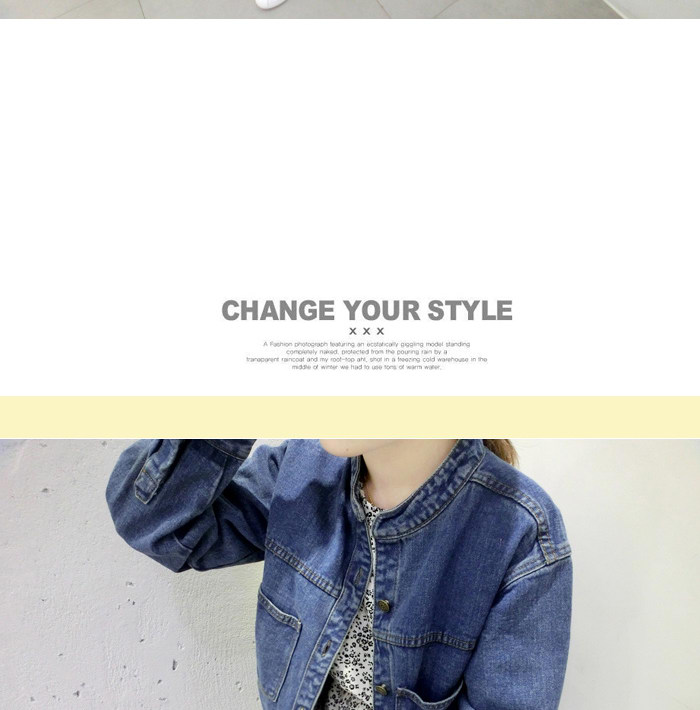 CHANGE YOUR STYLE
X X X
A Fashion photograph featuring an ecstatically giggling model standing
completely naked, protected from the pouring rain by a
transparent raincoat and my roof-top aht, shot in a freezing cold warehouse in the
middle of winter we had to use tons of warm water,